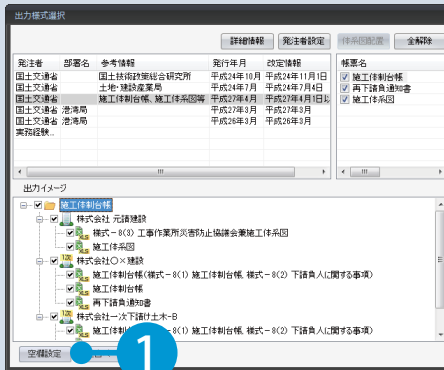 出力様式選択
詳細情報 発注者設定 体系図配置 全解除
発注者 部署名 参考情報 発行年月 改定情報 帳票名
国土交通省 国土技術政策総合研究所 平成24年10月 平成24年11月1日 施工体制台帳
国土交通省 土地・建設産業局 平成24年7月 平成24年7月4日 再下請負通知書
国土交通省 施工体制台帳、施工体系図等 平成27年4月 平成27年4月1日以 施工体系図
国土交通省 港湾局 平成27年3月 平成27年3月
国土交通省 港湾局 平成26年3月 平成26年3月
実務経験...
出力イメージ
施工体制台帳
株式会社 元請建設
様式-8(3) 工事作業所災害防止協議会兼施工体系図
施工体系図
株式会社○×建設
施工体制台帳(様式-8(1) 施工体制台帳, 様式-8(2) 下請負人に関する事項)
施工体制台帳
再下請負通知書
株式会社一次下請け土木-B
施工体制台帳(様式-8(1) 施工体制台帳, 様式-8(2) 下請負人に関する事項)
空欄設定 1